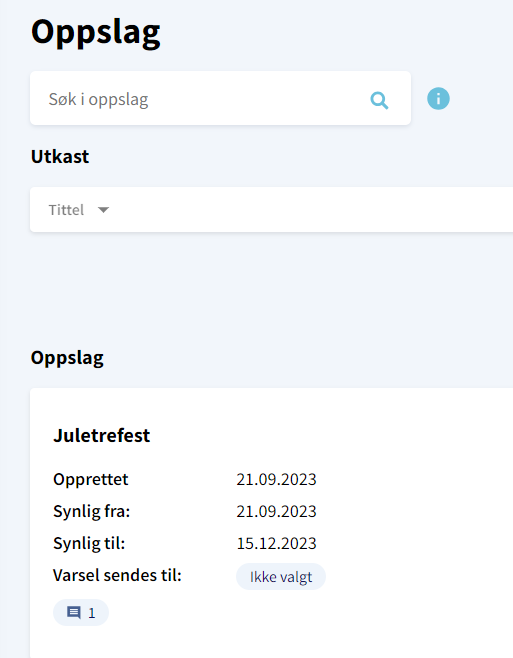 Oppslag
Søk i oppslag
Utkast
Tittel
Oppslag
Juletrefest
Opprettet 21.09.2023
Synlig fra: 21.09.2023
Synlig til: 15.12.2023
Varsel sendes til: Ikke valgt
1